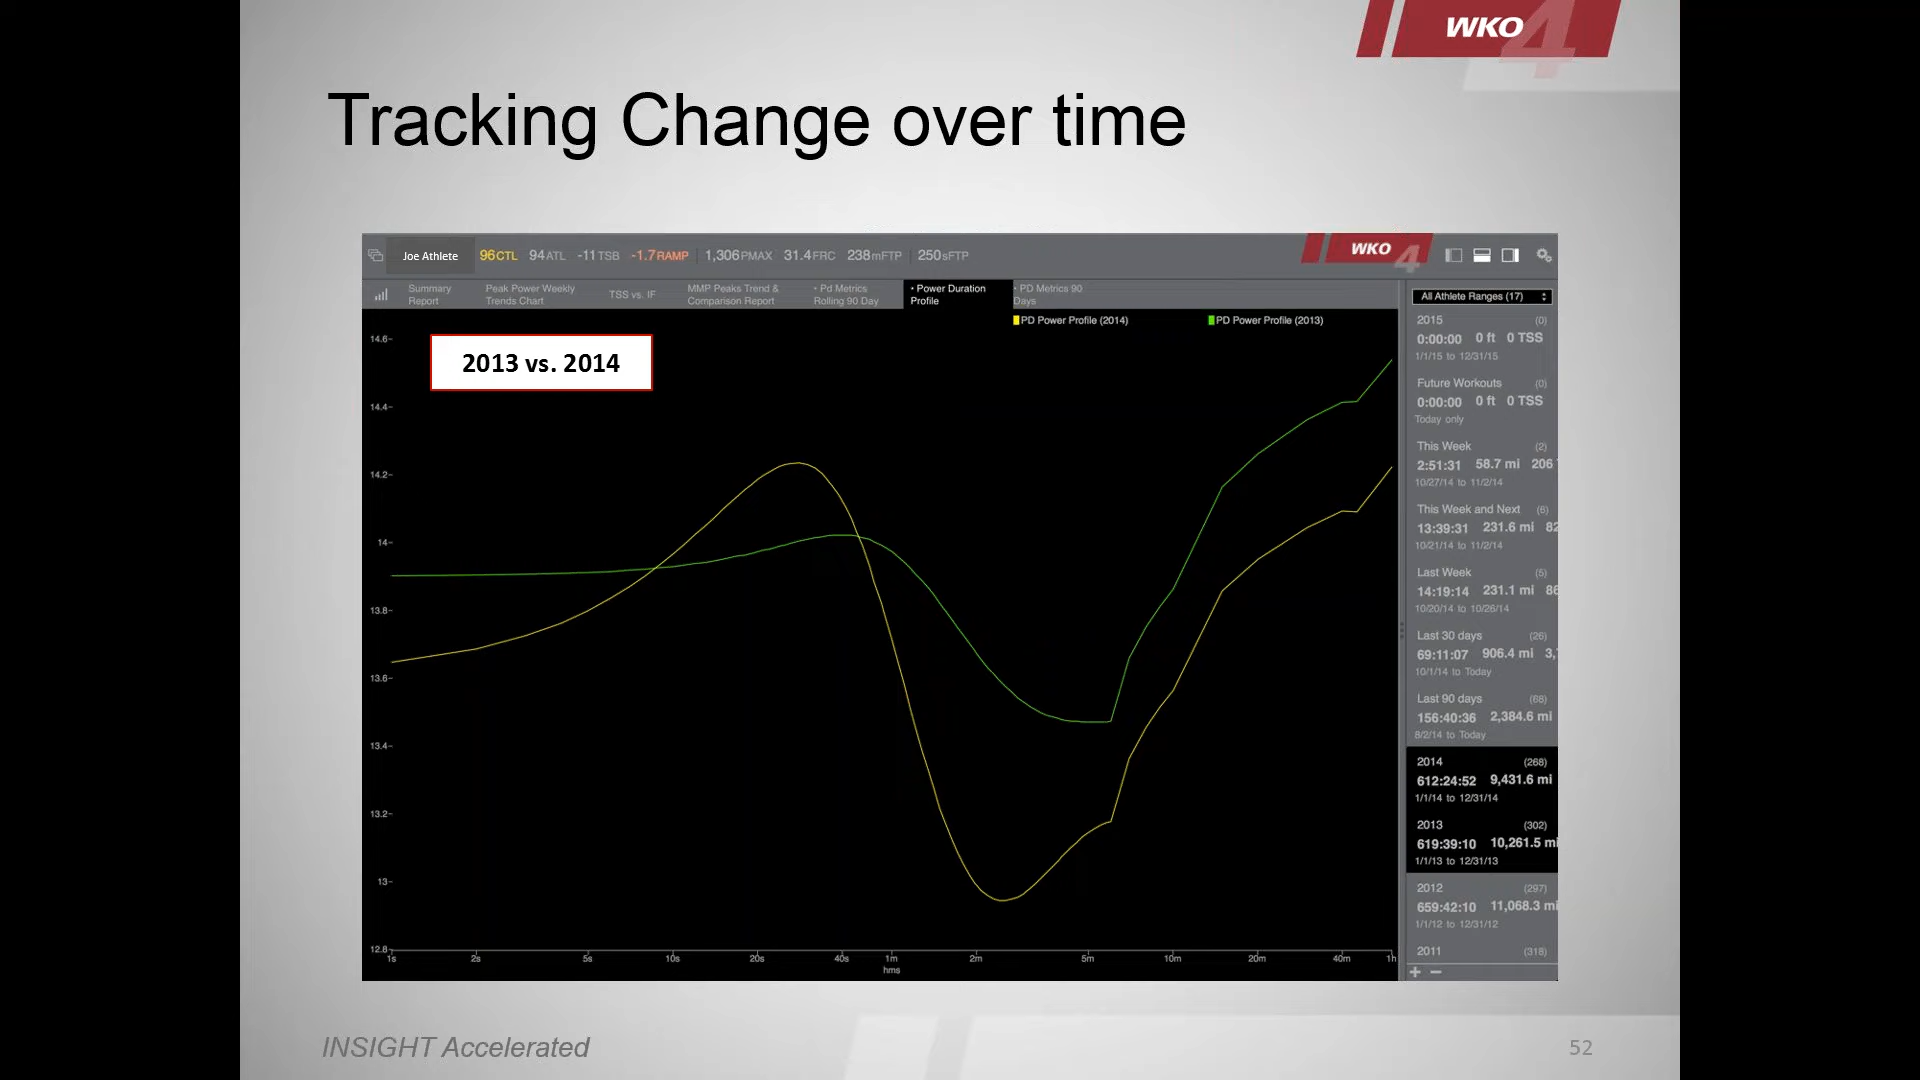 WKO4
Tracking Change over time
Joe Athlete 96CTL 94ATL -11TSB -1.7RAMP 1,306PMAX 31.4FRC 238mFTP 250sFTP
WKO4
Summary
Report
Peak Power Weekly
Trends Chart
TSS vs. IF
MMP Peaks Trend &
Comparison Report
• Pd Metrics
Rolling 90 Day
• Power Duration
Profile
• PD Metrics 90
Days
PD Power Profile (2014) PD Power Profile (2013)
2013 vs. 2014
14.6
14.4
14.2
14
13.8
13.6
13.4
13.2
13
12.8
1s 2s 5s 10s 20s 40s 1m 2m 5m 10m 20m 40m 1h
hms
All Athlete Ranges (17)
2015 (0)
0:00:00 0 ft 0 TSS
1/1/15 to 12/31/15
Future Workouts (0)
0:00:00 0 ft 0 TSS
Today only
This Week (2)
2:51:31 58.7 mi 206
10/27/14 to 11/2/14
This Week and Next (6)
13:39:31 231.6 mi 82
10/21/14 to 11/2/14
Last Week (5)
14:19:14 231.1 mi 86
10/20/14 to 10/26/14
Last 30 days (26)
69:11:07 906.4 mi 3,
10/1/14 to Today
Last 90 days (68)
156:40:36 2,384.6 mi
8/2/14 to Today
2014 (268)
612:24:52 9,431.6 mi
1/1/14 to 12/31/14
2013 (302)
619:39:10 10,261.5 mi
1/1/13 to 12/31/13
2012 (297)
659:42:10 11,068.3 mi
1/1/12 to 12/31/12
2011 (318)
INSIGHT Accelerated
52